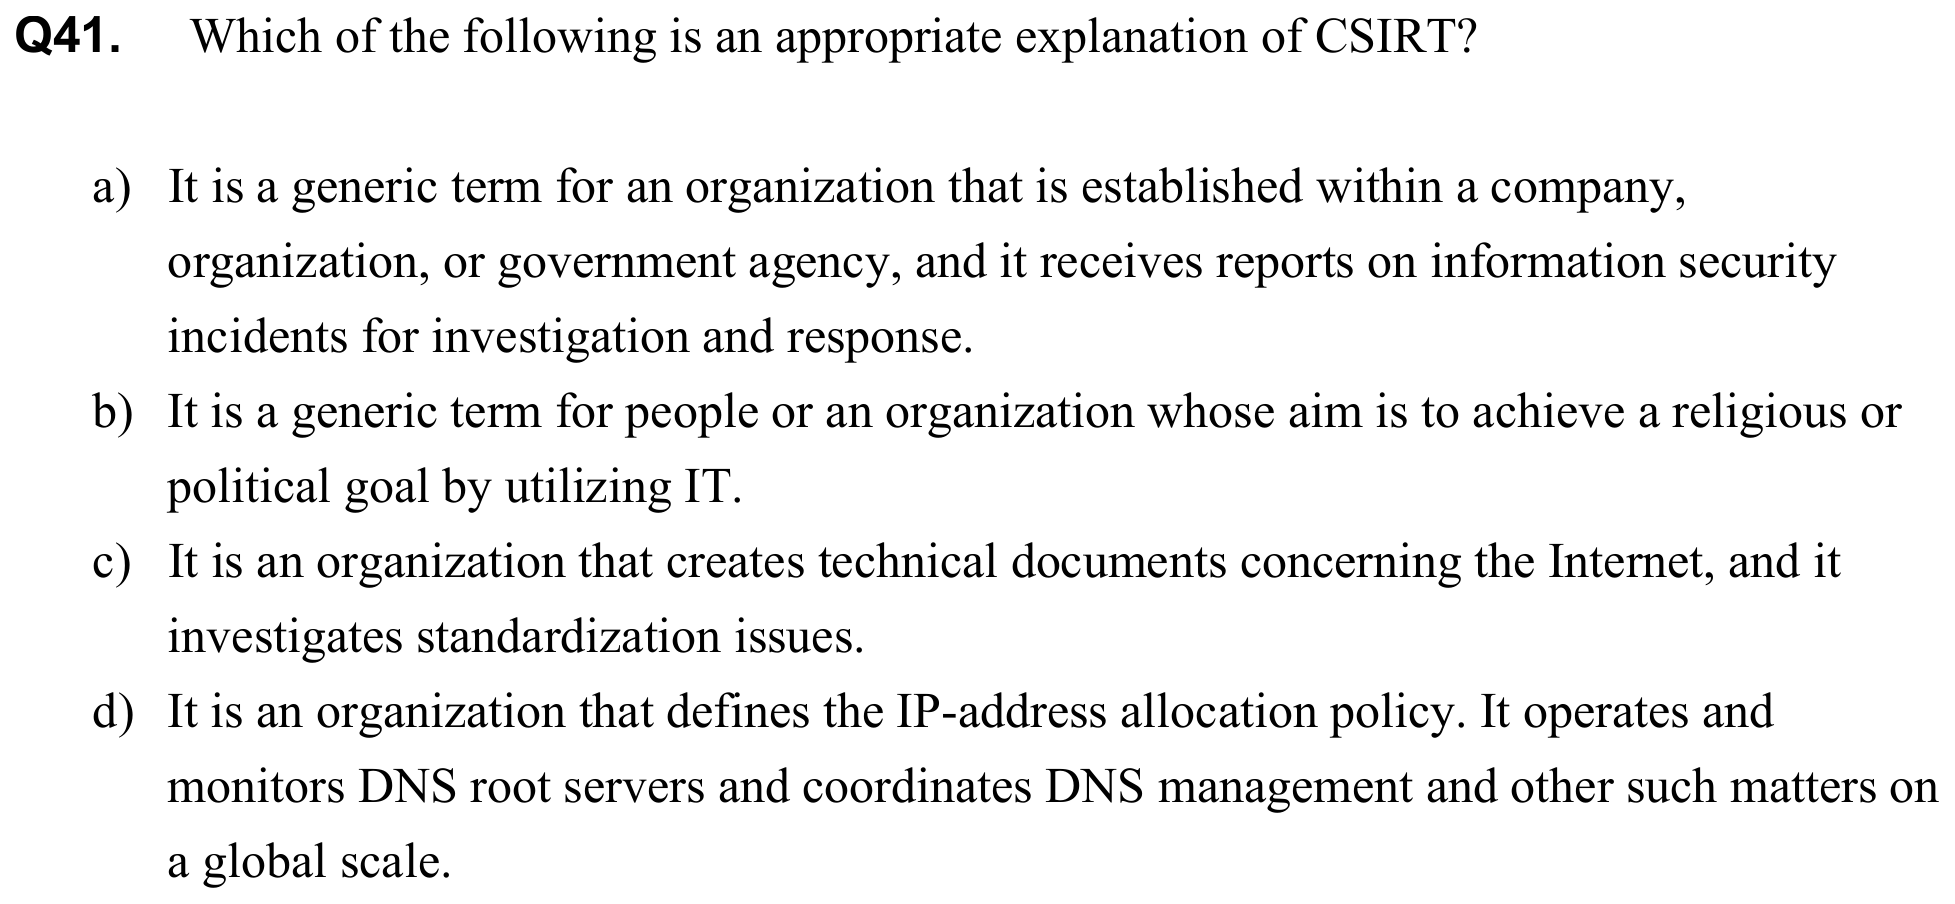 Q41. Which of the following is an appropriate explanation of CSIRT?
a) It is a generic term for an organization that is established within a company,
organization, or government agency, and it receives reports on information security
incidents for investigation and response.
b) It is a generic term for people or an organization whose aim is to achieve a religious or
political goal by utilizing IT.
c) It is an organization that creates technical documents concerning the Internet, and it
investigates standardization issues.
d) It is an organization that defines the IP-address allocation policy. It operates and
monitors DNS root servers and coordinates DNS management and other such matters on
a global scale.